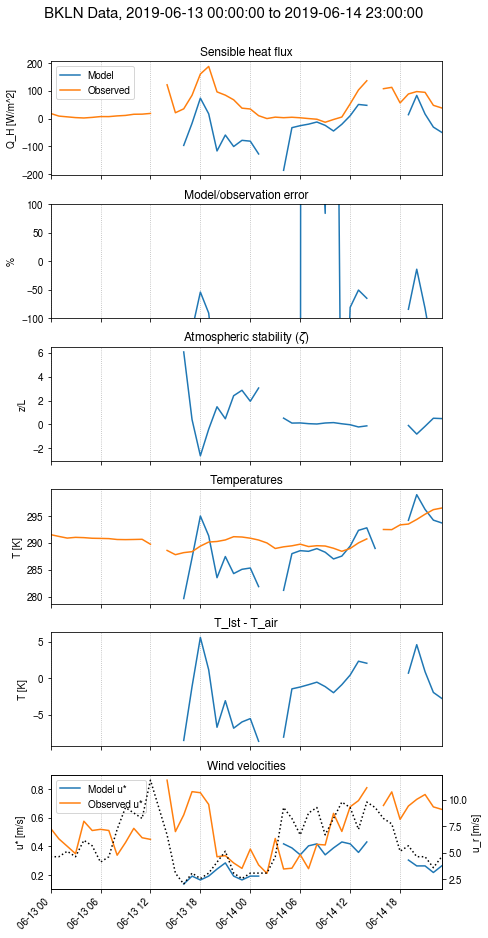 BKLN Data, 2019-06-13 00:00:00 to 2019-06-14 23:00:00
Sensible heat flux
Q_H [W/m^2]
200
100
0
−100
−200
Model
Observed
Model/observation error
%
100
50
0
−50
−100
Atmospheric stability (ζ)
z/L
6
4
2
0
−2
Temperatures
T [K]
295
290
285
280
T_lst - T_air
T [K]
5
0
−5
Wind velocities
u* [m/s]
0.8
0.6
0.4
0.2
Model u*
Observed u*
10.0
7.5
5.0
2.5
u_r [m/s]
06-13 00
06-13 06
06-13 12
06-13 18
06-14 00
06-14 06
06-14 12
06-14 18